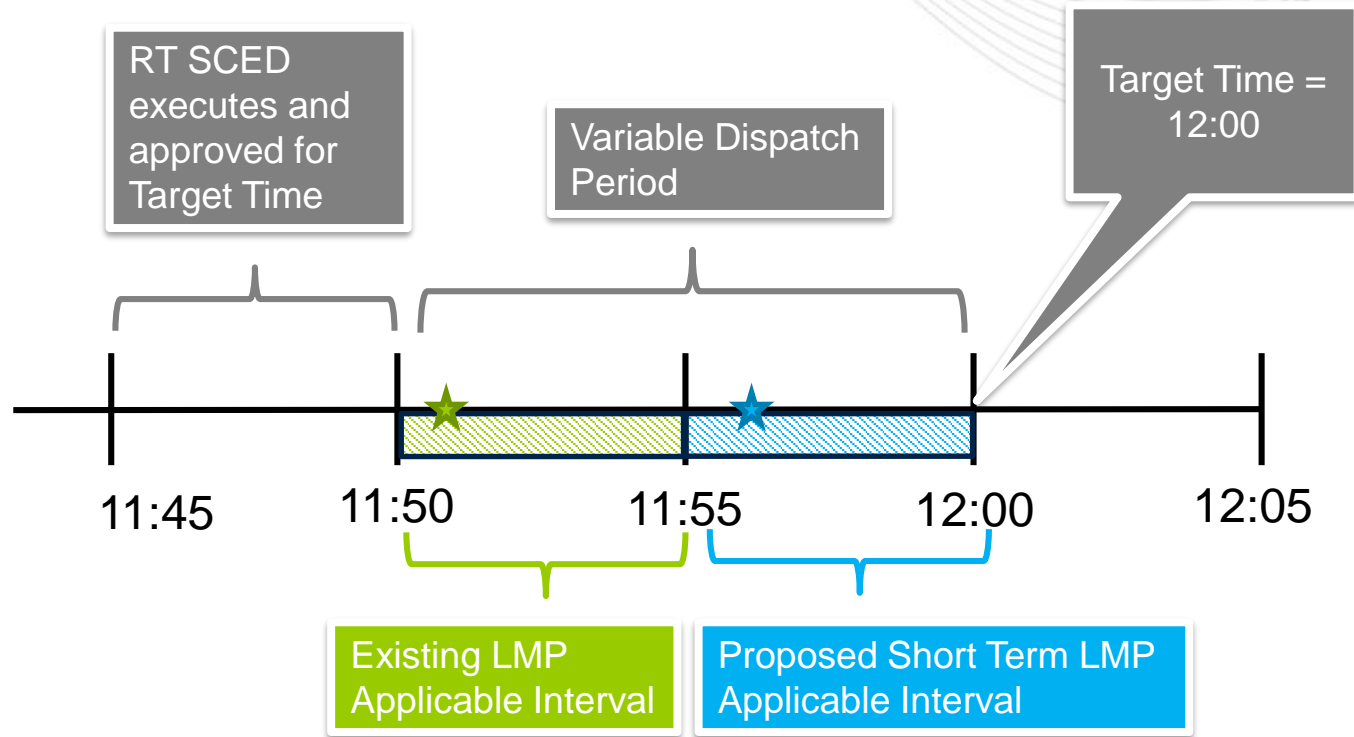 RT SCED
executes and
approved for
Target Time
Variable Dispatch
Period
Target Time =
12:00
11:45
11:50
11:55
12:00
12:05
Existing LMP
Applicable Interval
Proposed Short Term LMP
Applicable Interval